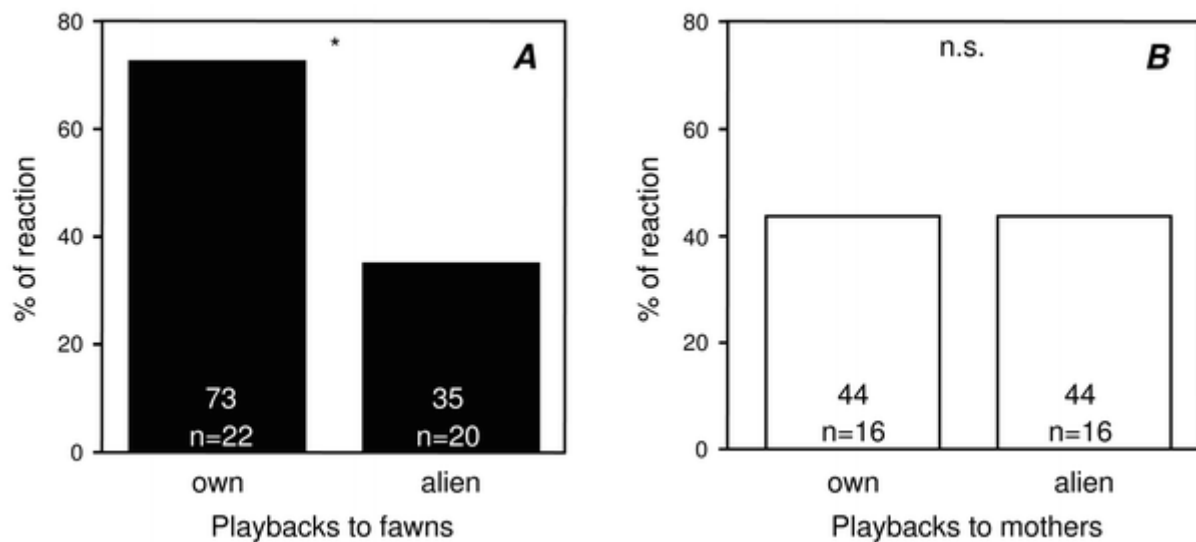 80
60
40
20
0
% of reaction
*
A
73
n=22
35
n=20
own
alien
Playbacks to fawns
80
60
40
20
0
% of reaction
n.s.
B
44
n=16
44
n=16
own
alien
Playbacks to mothers